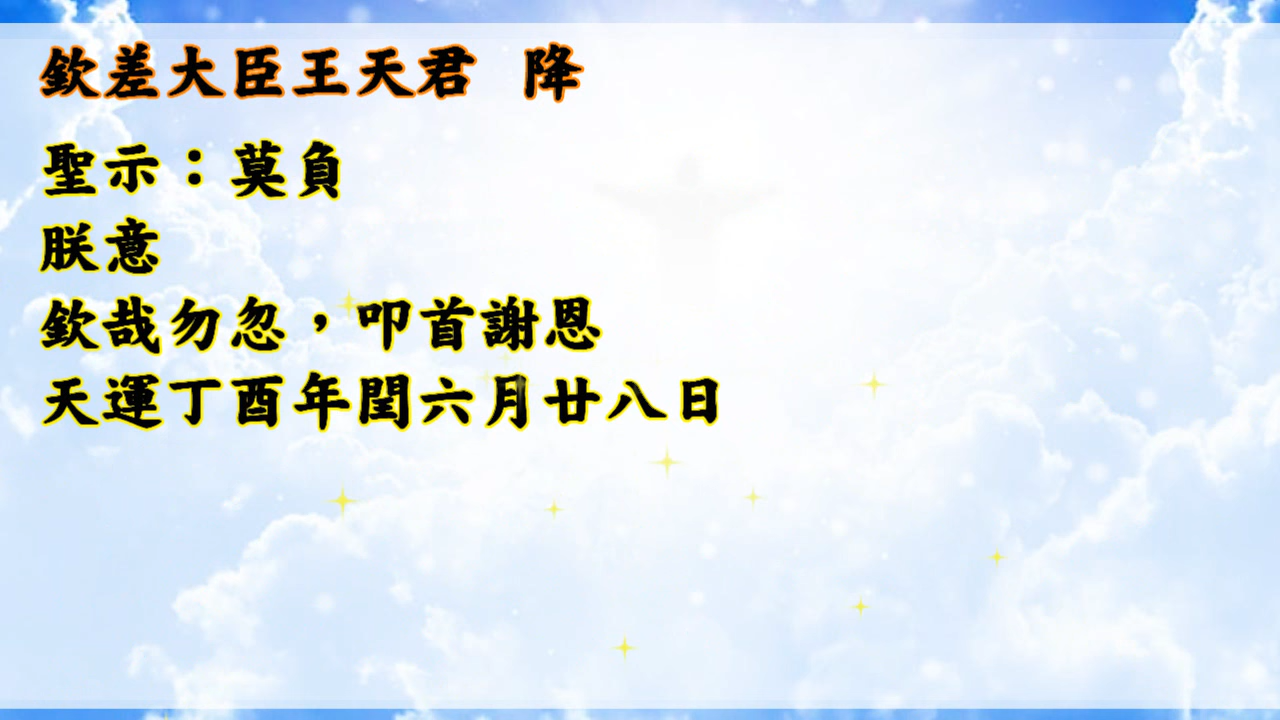 欽差大臣王天君 降
聖示：莫負
朕意
欽哉勿忽，叩首謝恩
天運丁酉年閏六月廿八日